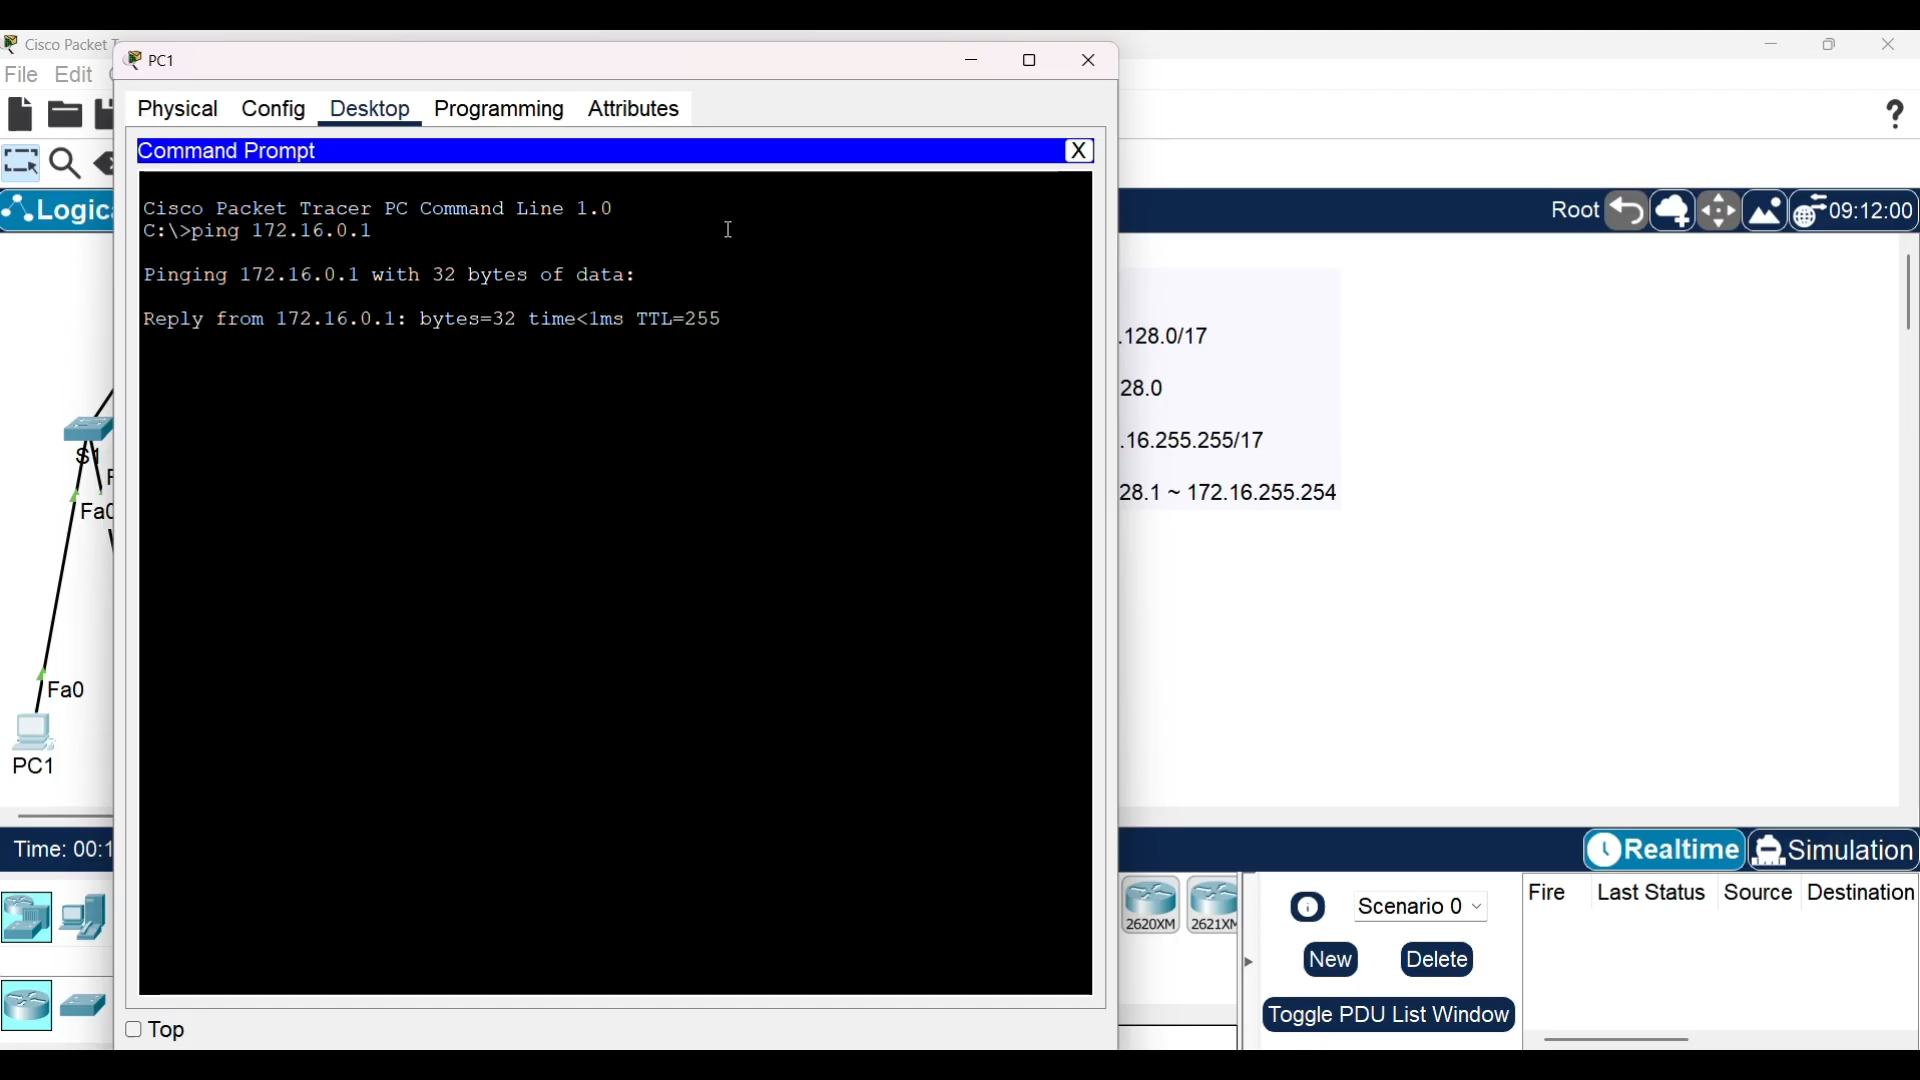 Cisco Packet
PC1
File Edit
Physical Config Desktop Programming Attributes
Command Prompt X
Logic
Root 09:12:00
Cisco Packet Tracer PC Command Line 1.0
C:\>ping 172.16.0.1
Pinging 172.16.0.1 with 32 bytes of data:
Reply from 172.16.0.1: bytes=32 time<1ms TTL=255
.128.0/17
28.0
.16.255.255/17
28.1 ~ 172.16.255.254
S1
Fa0
Fa0
PC1
Time: 00:1
Realtime Simulation
2620XM 2621XM
Scenario 0
Fire Last Status Source Destination
New Delete
Toggle PDU List Window
Top